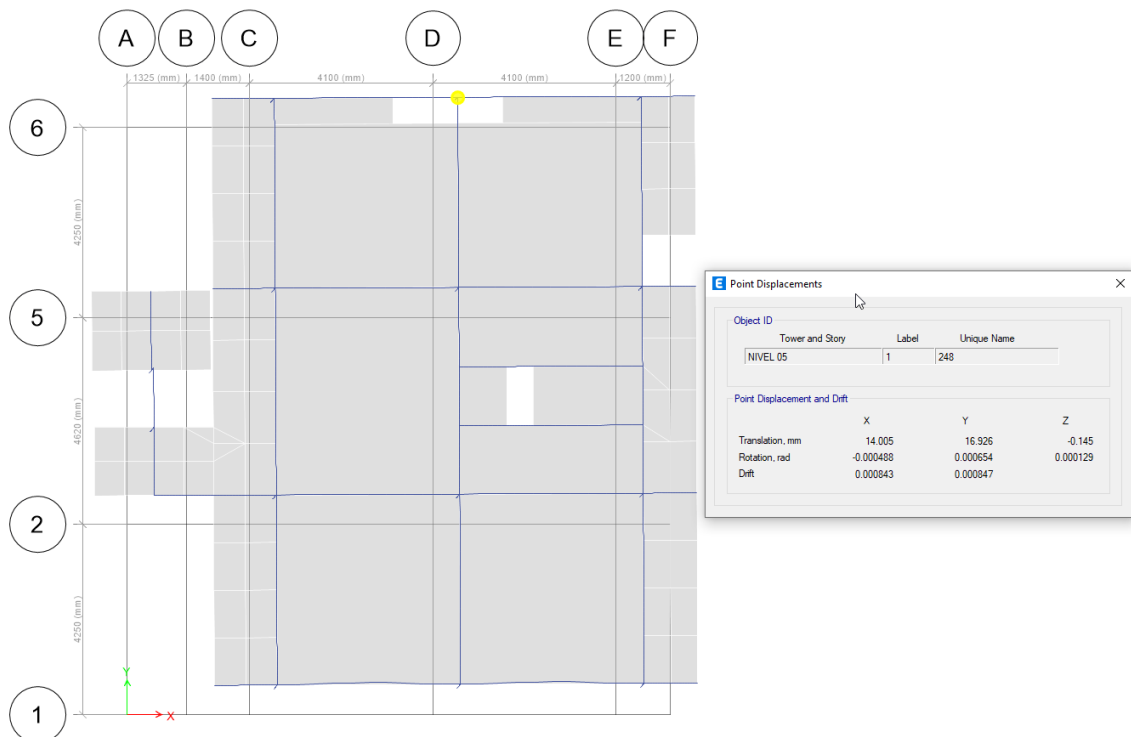 A B C D E F
1325 (mm) 1400 (mm) 4100 (mm) 4100 (mm) 1200 (mm)
6
4250 (mm)
5
4620 (mm)
2
4250 (mm)
1
Y
X
E Point Displacements
Object ID
Tower and Story Label Unique Name
NIVEL 05 1 248
Point Displacement and Drift
X Y Z
Translation, mm 14.005 16.926 -0.145
Rotation, rad -0.000488 0.000654 0.000129
Drift 0.000843 0.000847